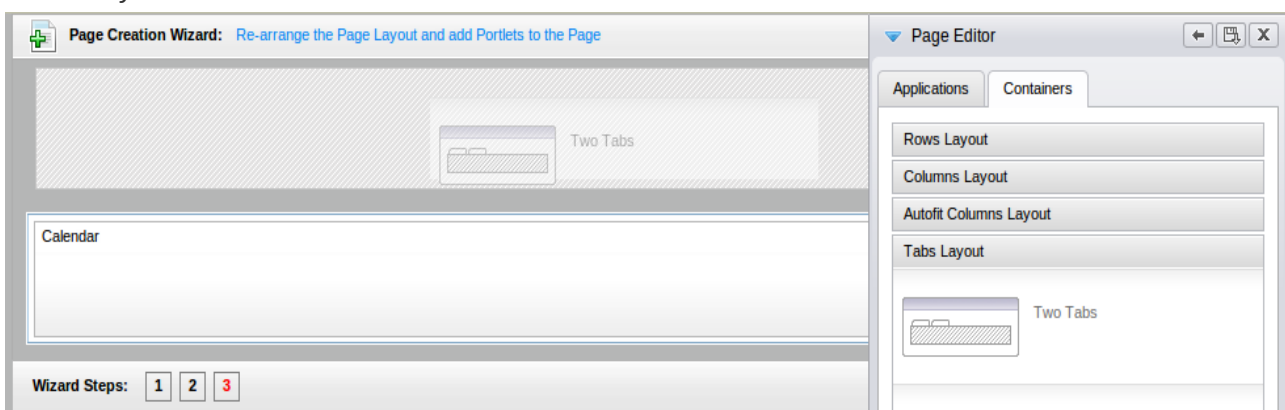 Page Creation Wizard: Re-arrange the Page Layout and add Portlets to the Page
Two Tabs
Calendar
Wizard Steps: 1 2 3
Page Editor
X
Applications Containers
Rows Layout
Columns Layout
Autofit Columns Layout
Tabs Layout
Two Tabs